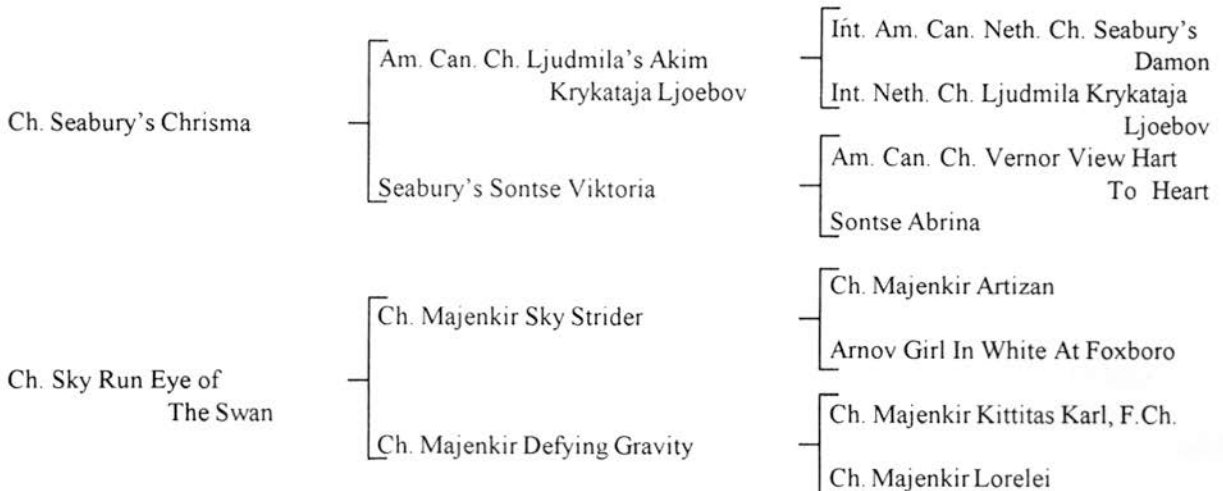 Int. Am. Can. Neth. Ch. Seabury's
Damon
Am. Can. Ch. Ljudmila's Akim
Krykataja Ljoebov
Int. Neth. Ch. Ljudmila Krykataja
Ljoebov
Ch. Seabury's Chrisma
Am. Can. Ch. Vernor View Hart
To Heart
Seabury's Sontse Viktoria
Sontse Abrina
Ch. Majenkir Artizan
Ch. Majenkir Sky Strider
Arnov Girl In White At Foxboro
Ch. Sky Run Eye of
The Swan
Ch. Majenkir Kittitas Karl, F.Ch.
Ch. Majenkir Defying Gravity
Ch. Majenkir Lorelei